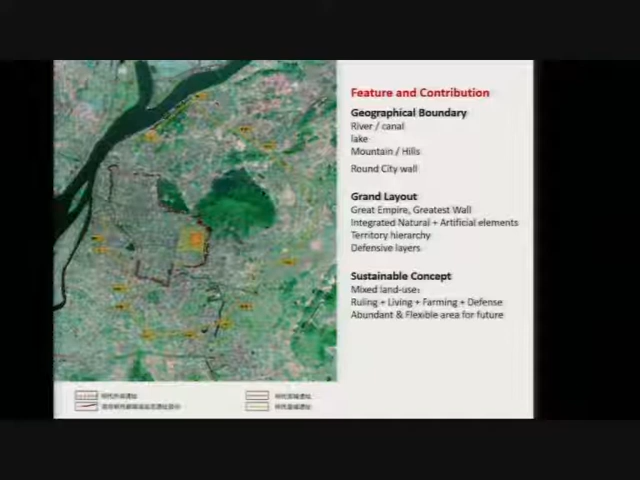 Feature and Contribution
Geographical Boundary
River / canal
lake
Mountain / Hills
Round City wall
Grand Layout
Great Empire, Greatest Wall
Integrated Natural + Artificial elements
Territory hierarchy
Defensive layers
Sustainable Concept
Mixed land-use:
Ruling + Living + Farming + Defense
Abundant & Flexible area for future